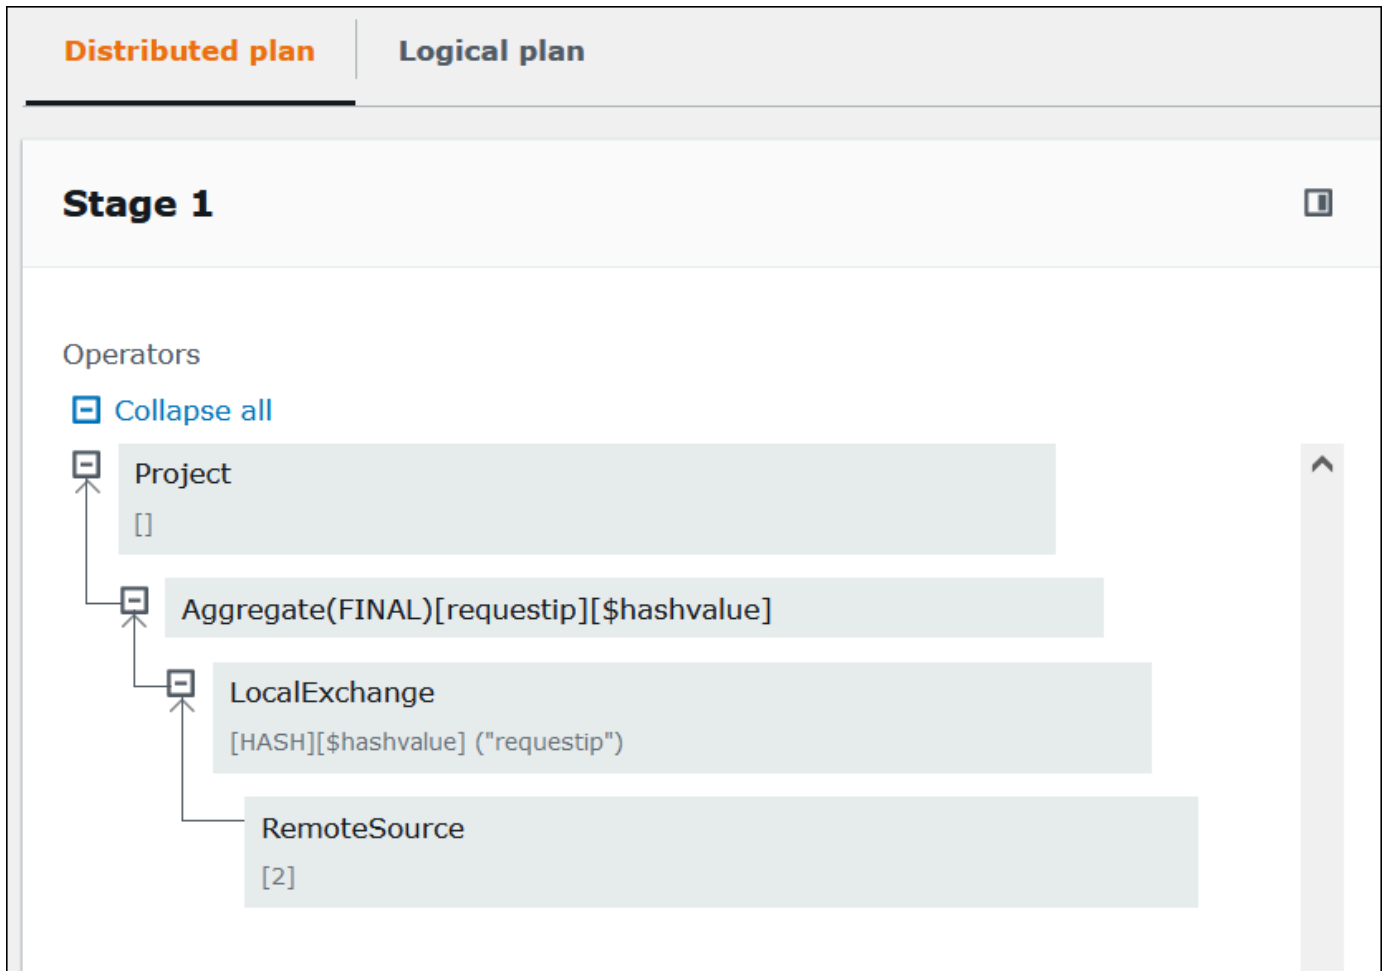 Distributed plan
Logical plan
Stage 1
Operators
Collapse all
Project
[]
Aggregate(FINAL)[requestip][$hashvalue]
LocalExchange
[HASH][$hashvalue] ("requestip")
RemoteSource
[2]